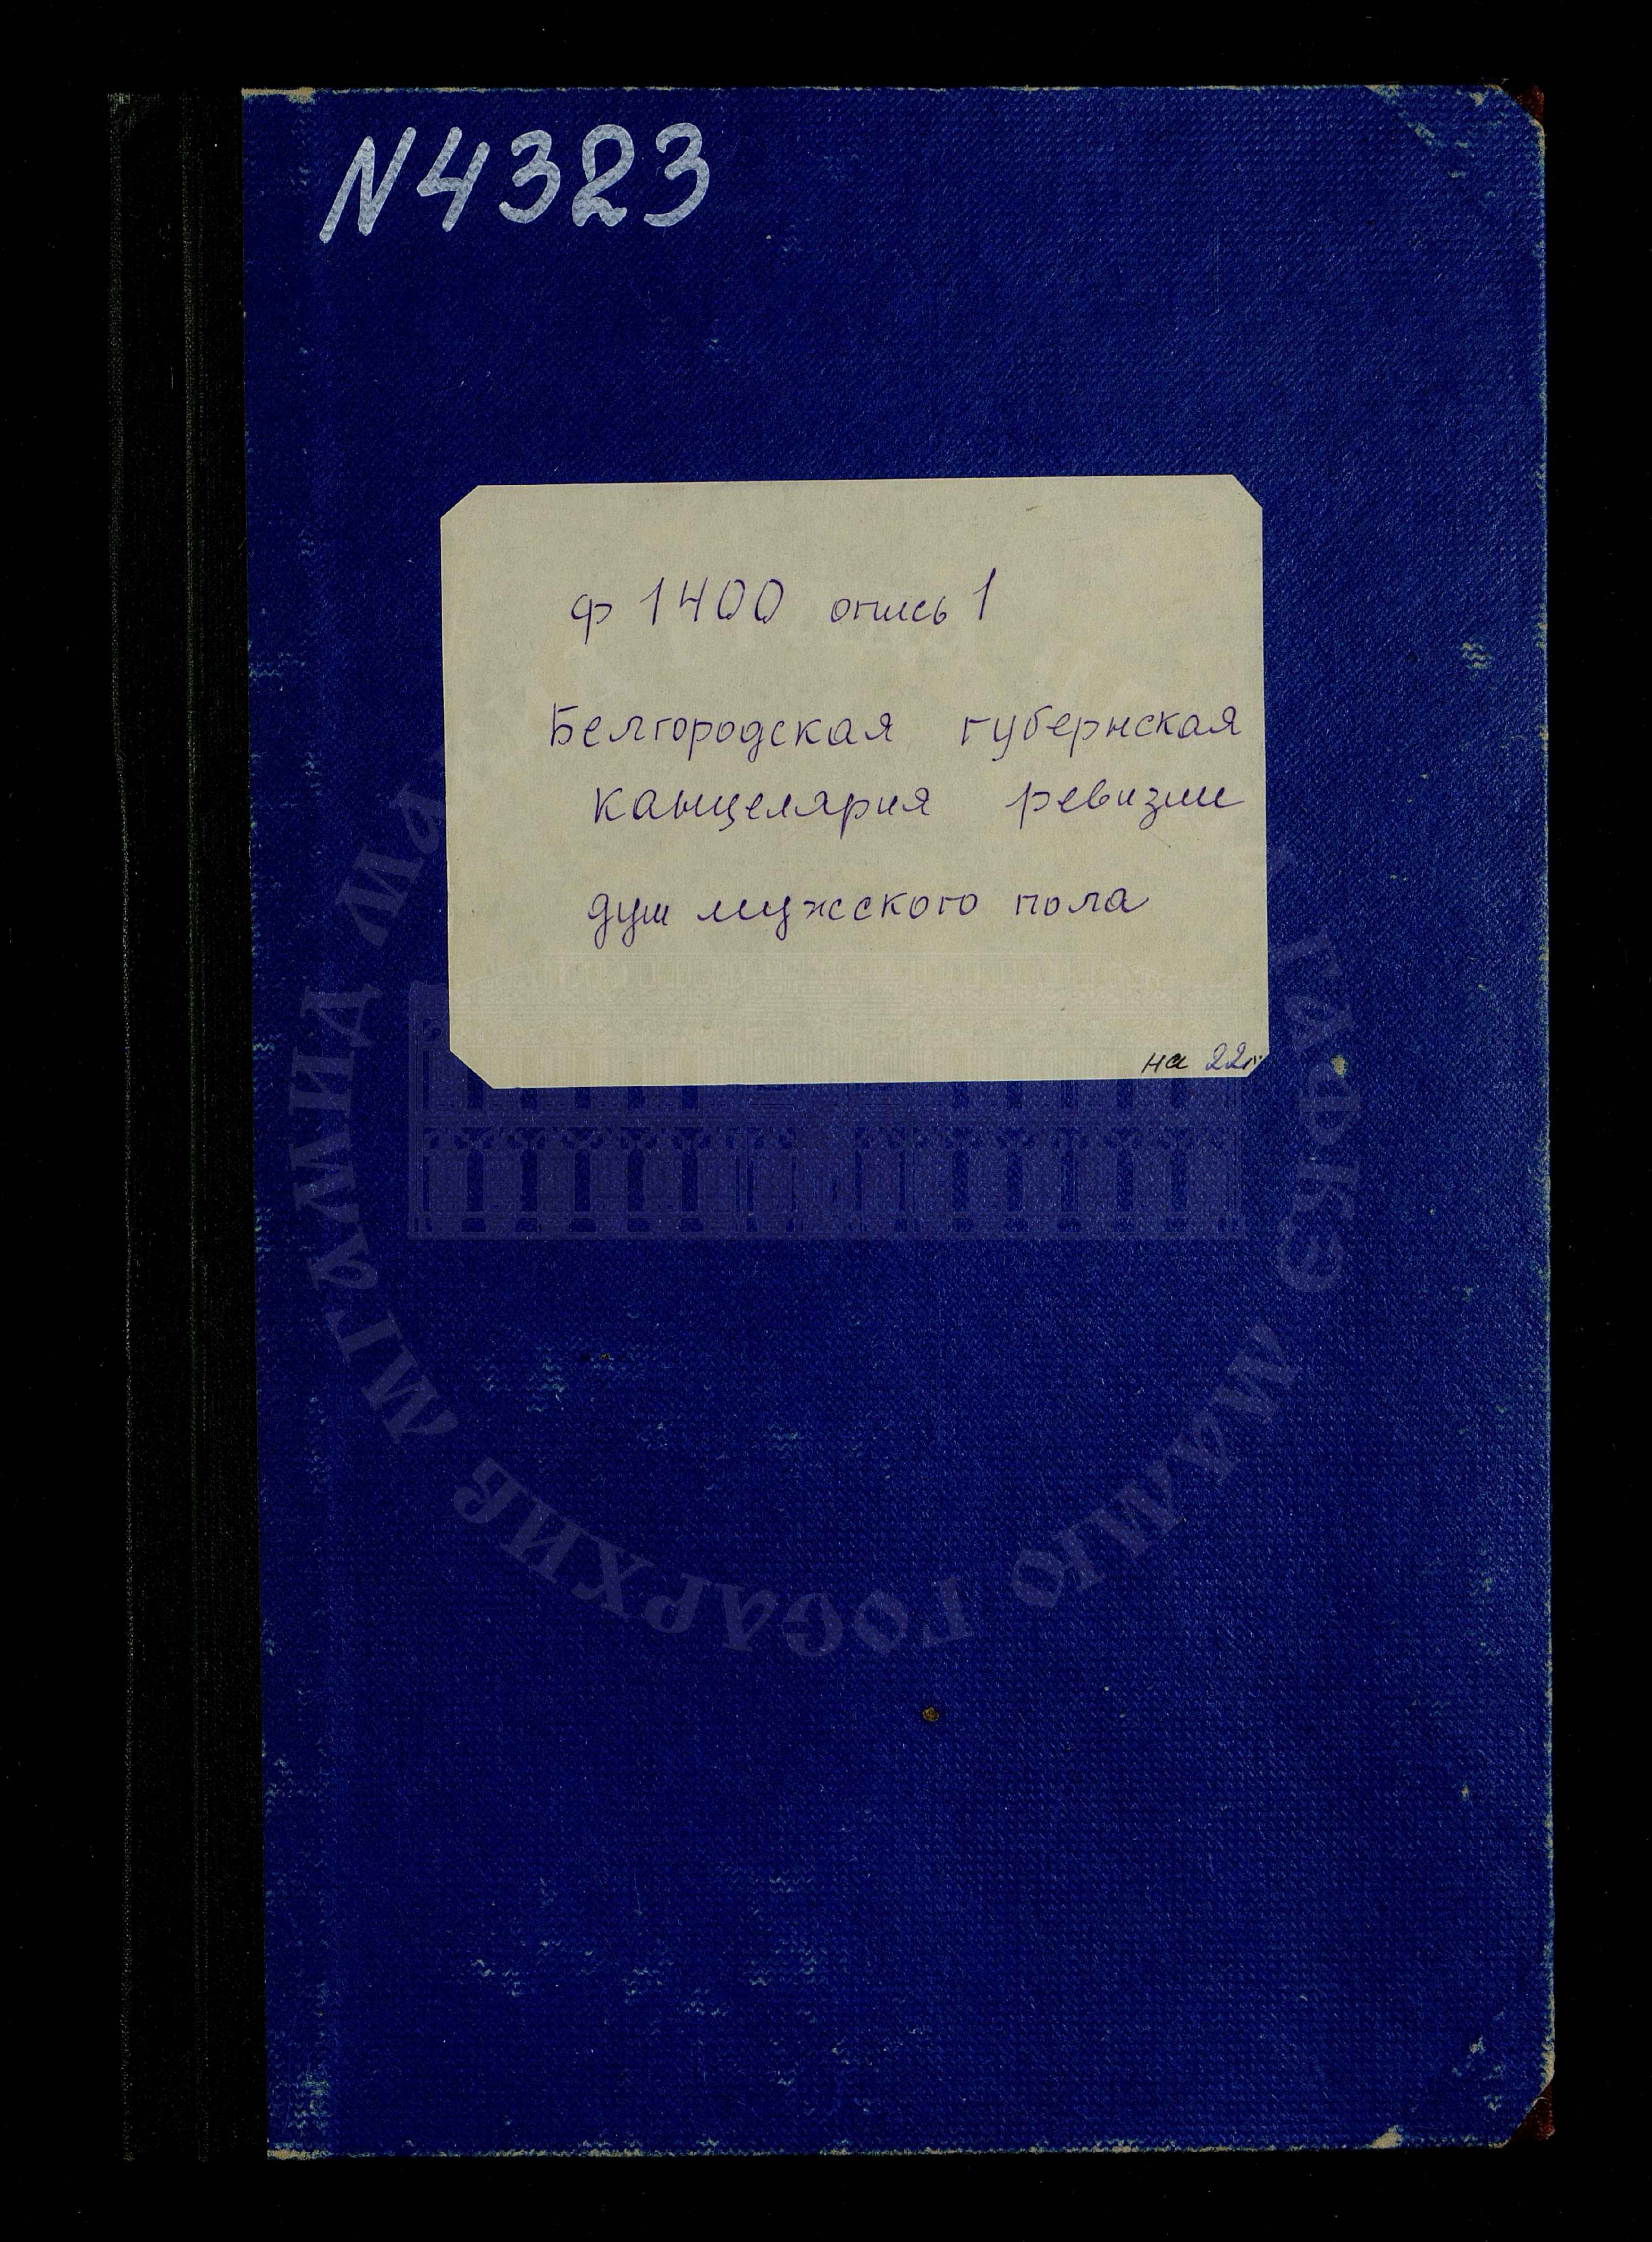 N4323
ф 1400 опись 1
Белгородская губернская
канцелярия ревизии
душ мужского пола
на 22л